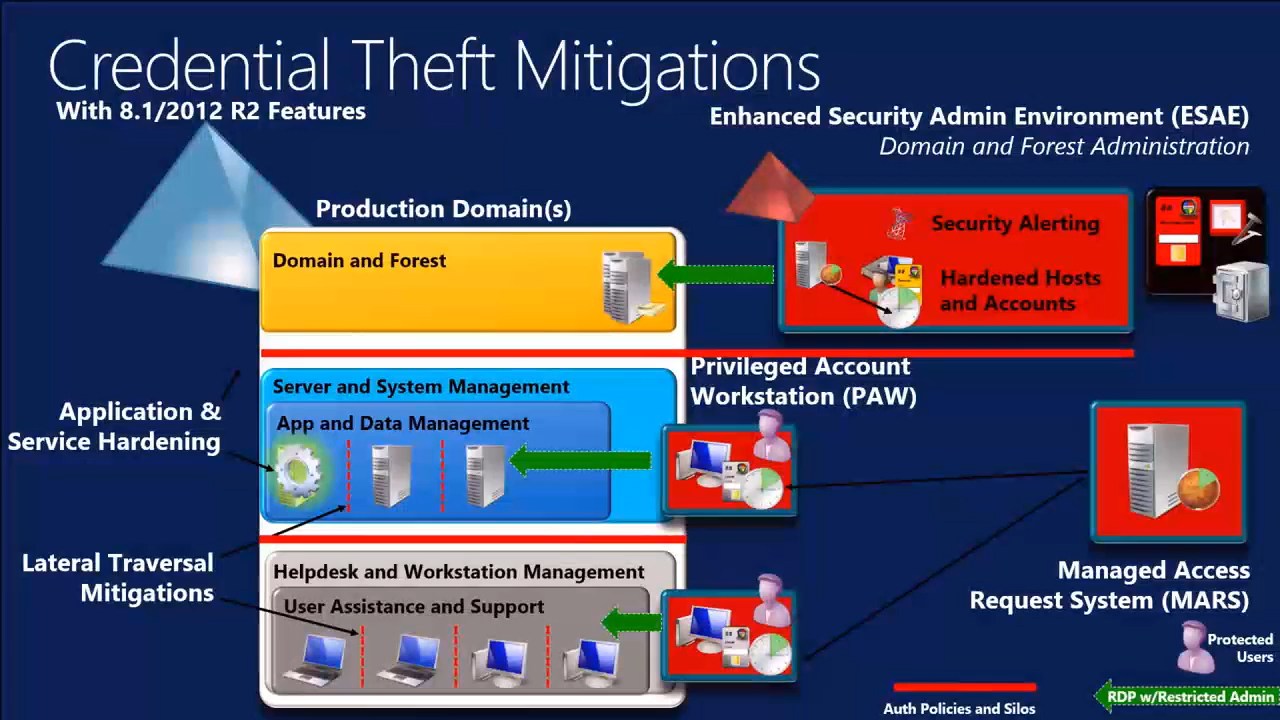 Credential Theft Mitigations
With 8.1/2012 R2 Features
Enhanced Security Admin Environment (ESAE)
Domain and Forest Administration
Production Domain(s)
Domain and Forest
Security Alerting
Hardened Hosts
and Accounts
Server and System Management
App and Data Management
Privileged Account
Workstation (PAW)
Application &
Service Hardening
Lateral Traversal
Mitigations
Helpdesk and Workstation Management
User Assistance and Support
Managed Access
Request System (MARS)
Protected
Users
Auth Policies and Silos
RDP w/Restricted Admin